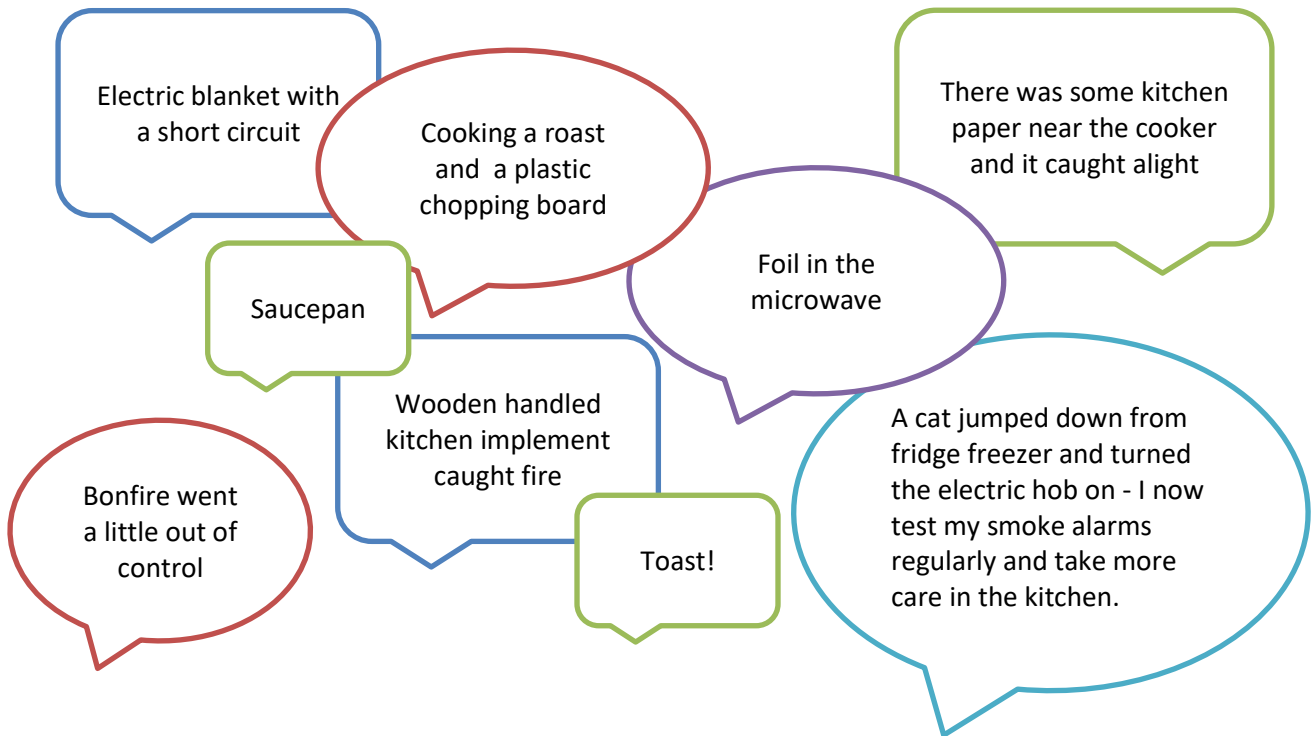 Electric blanket with
a short circuit
Cooking a roast
and  a plastic
chopping board
There was some kitchen
paper near the cooker
and it caught alight
Saucepan
Foil in the
microwave
Wooden handled
kitchen implement
caught fire
A cat jumped down from
fridge freezer and turned
the electric hob on - I now
test my smoke alarms
regularly and take more
care in the kitchen.
Bonfire went
a little out of
control
Toast!